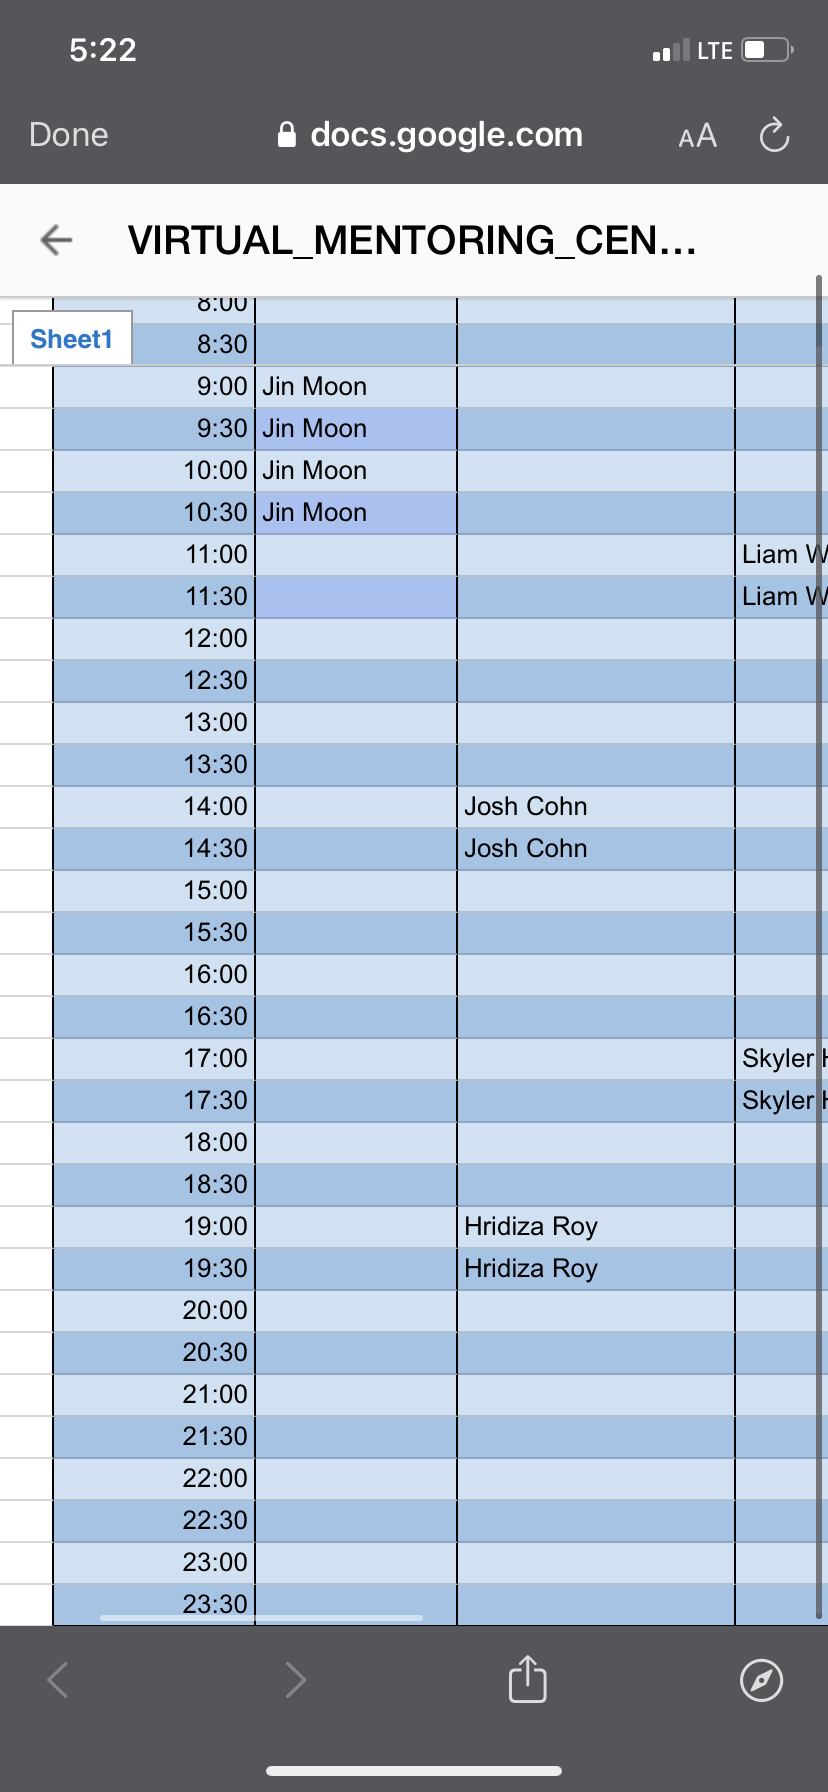 5:22 LTE
Done docs.google.com AA
VIRTUAL_MENTORING_CEN...
8:00
Sheet1 8:30
9:00 Jin Moon
9:30 Jin Moon
10:00 Jin Moon
10:30 Jin Moon
11:00 Liam W
11:30 Liam W
12:00
12:30
13:00
13:30
14:00 Josh Cohn
14:30 Josh Cohn
15:00
15:30
16:00
16:30
17:00 Skyler H
17:30 Skyler H
18:00
18:30
19:00 Hridiza Roy
19:30 Hridiza Roy
20:00
20:30
21:00
21:30
22:00
22:30
23:00
23:30